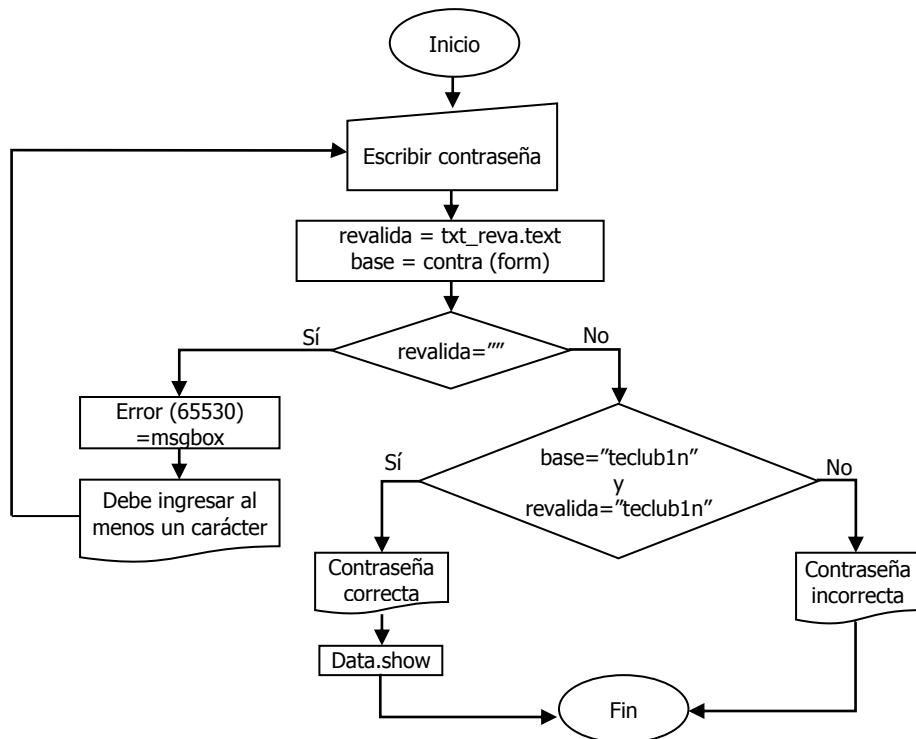 Inicio
Escribir contraseña
revalida = txt_reva.text
base = contra (form)
Sí
No
revalida=””
Error (65530)
=msgbox
Debe ingresar al
menos un carácter
Sí
No
base=”teclub1n”
y
revalida=”teclub1n”
Contraseña
correcta
Contraseña
incorrecta
Data.show
Fin